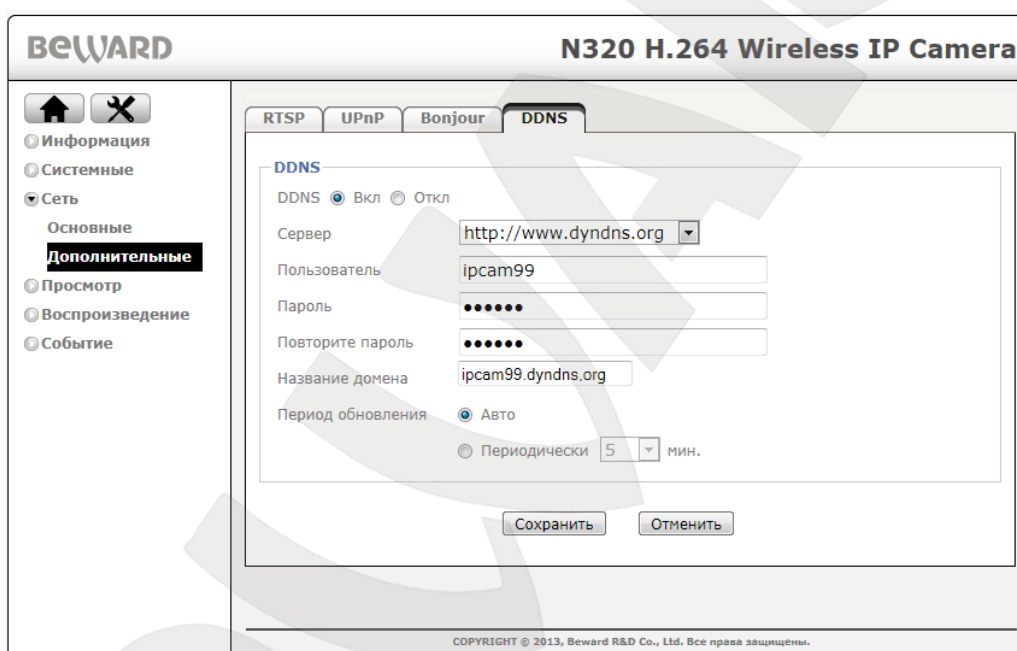 BEWARD
N320 H.264 Wireless IP Camera
Информация
Системные
Сеть
Основные
Дополнительные
Просмотр
Воспроизведение
Событие
RTSP UPnP Bonjour DDNS
DDNS
DDNS Вкл Откл
Сервер http://www.dyndns.org
Пользователь ipcam99
Пароль ••••••
Повторите пароль ••••••
Название домена ipcam99.dyndns.org
Период обновления Авто
Периодически 5 мин.
Сохранить Отменить
COPYRIGHT © 2013, Beward R&D Co., Ltd. Все права защищены.